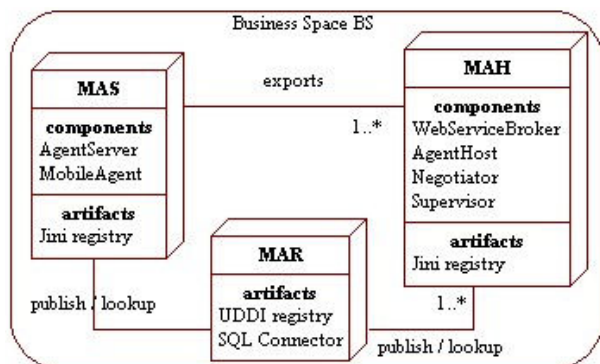 Business Space BS
MAS
components
AgentServer
MobileAgent
artifacts
Jini registry
exports
1..*
MAH
components
WebServiceBroker
AgentHost
Negotiator
Supervisor
artifacts
Jini registry
MAR
artifacts
UDDI registry
SQL Connector
publish / lookup
1..*
publish / lookup